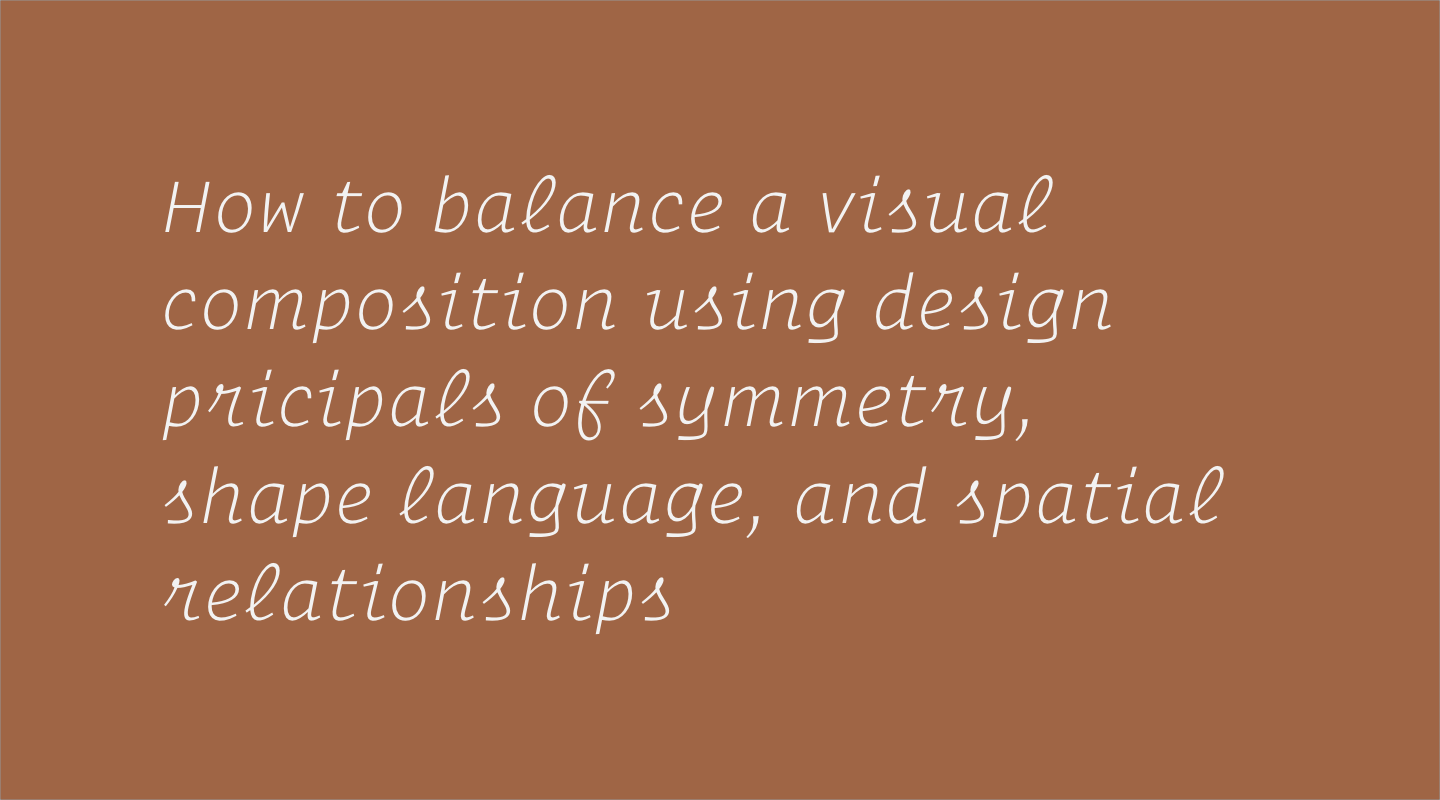 How to balance a visual
composition using design
pricipals of symmetry,
shape language, and spatial
relationships